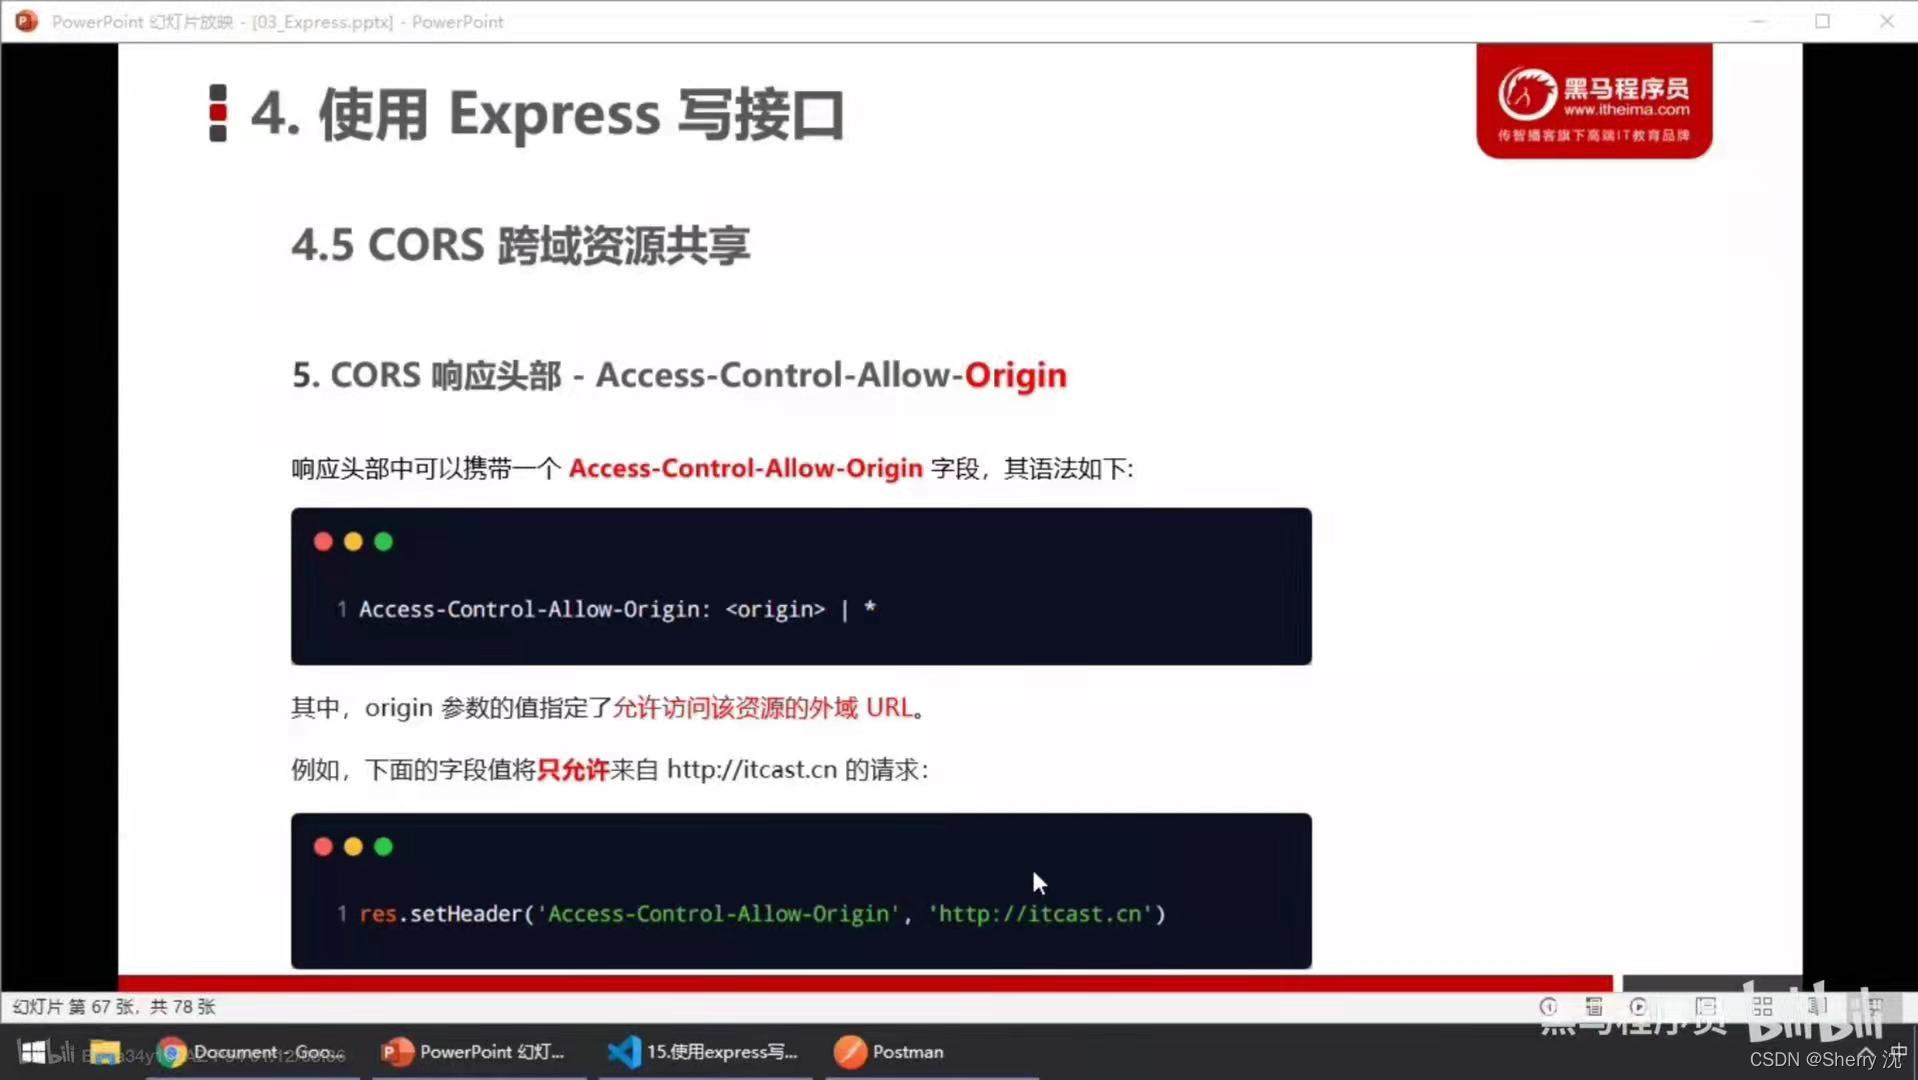 PowerPoint 幻灯片放映 - [03_Express.pptx] - PowerPoint
4. 使用 Express 写接口
黑马程序员
www.itheima.com
传智播客旗下高端IT教育品牌
4.5 CORS 跨域资源共享
5. CORS 响应头部 - Access-Control-Allow-Origin
响应头部中可以携带一个 Access-Control-Allow-Origin 字段，其语法如下：
1 Access-Control-Allow-Origin: <origin> | *
其中，origin 参数的值指定了允许访问该资源的外域 URL。
例如，下面的字段值将只允许来自 http://itcast.cn 的请求：
1 res.setHeader('Access-Control-Allow-Origin', 'http://itcast.cn')
幻灯片 第 67 张，共 78 张
黑马程序员 bilibili
Document - Goo...
PowerPoint 幻灯...
15.使用express写...
Postman
中
CSDN @Sherry 沈